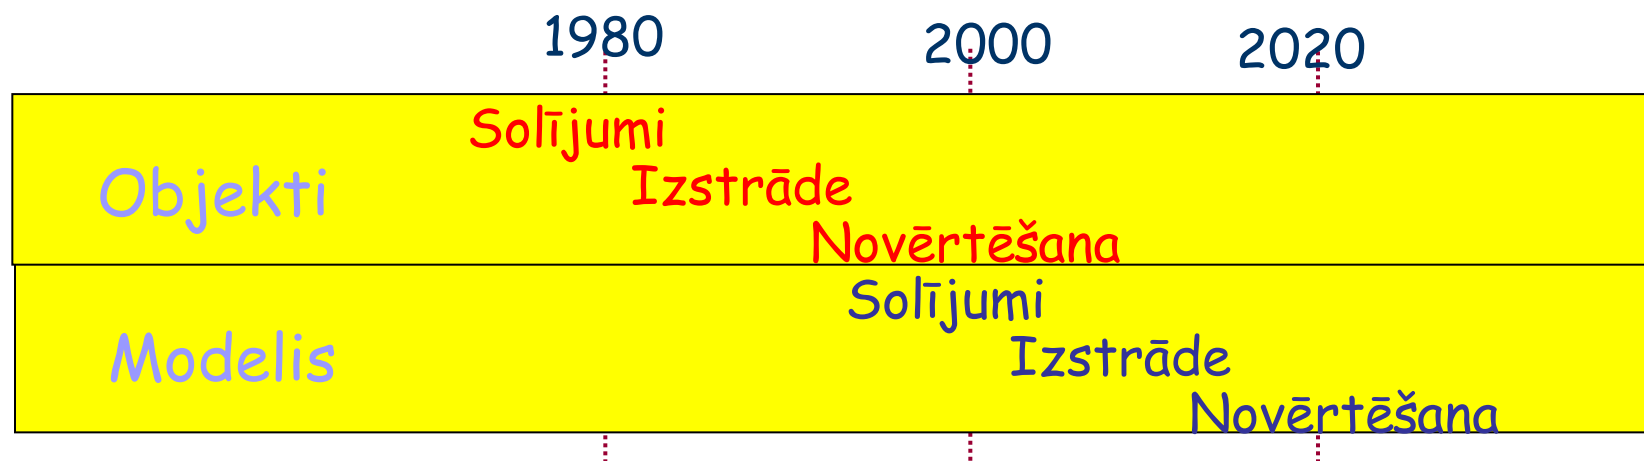 1980 2000 2020
Solījumi
Objekti
Izstrāde
Novērtēšana
Solījumi
Modelis
Izstrāde
Novērtēšana